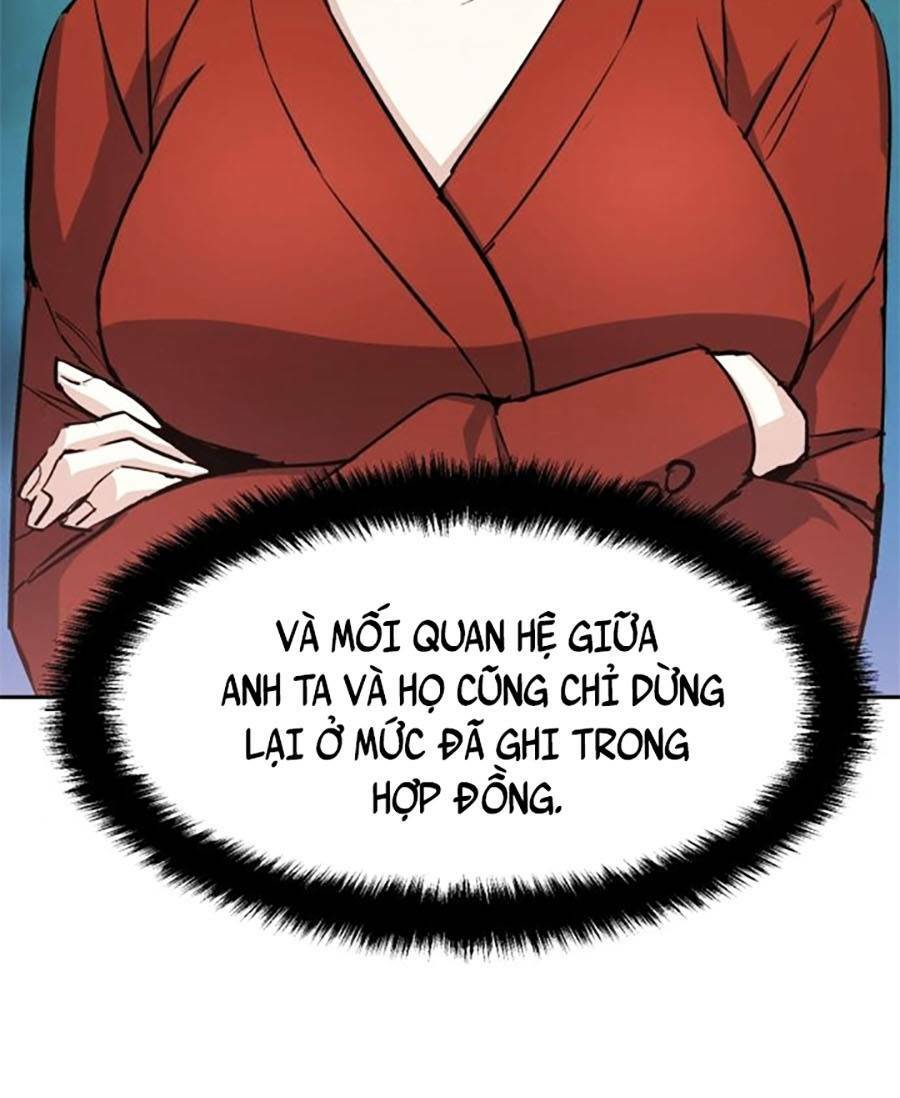 VÀ MỐI QUAN HỆ GIỮA
ANH TA VÀ HỌ CŨNG CHỈ DỪNG
LẠI Ở MỨC ĐÃ GHI TRONG
HỢP ĐỒNG.